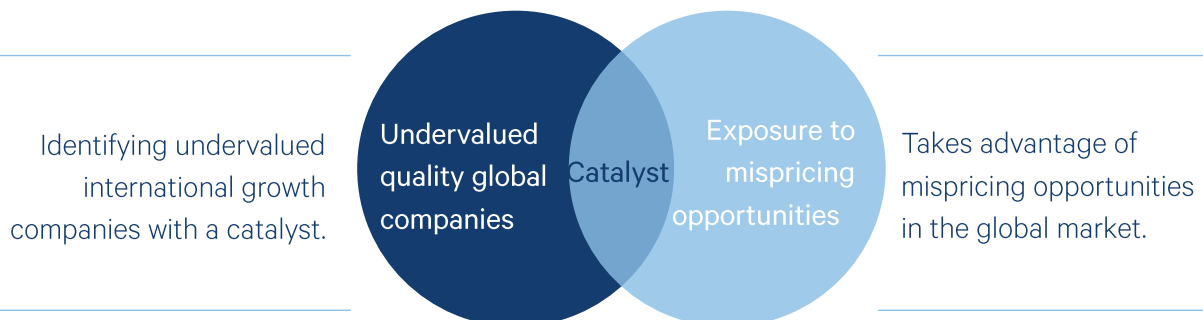 Identifying undervalued
international growth
companies with a catalyst.
Undervalued
quality global
companies
Catalyst
Exposure to
mispricing
opportunities
Takes advantage of
mispricing opportunities
in the global market.